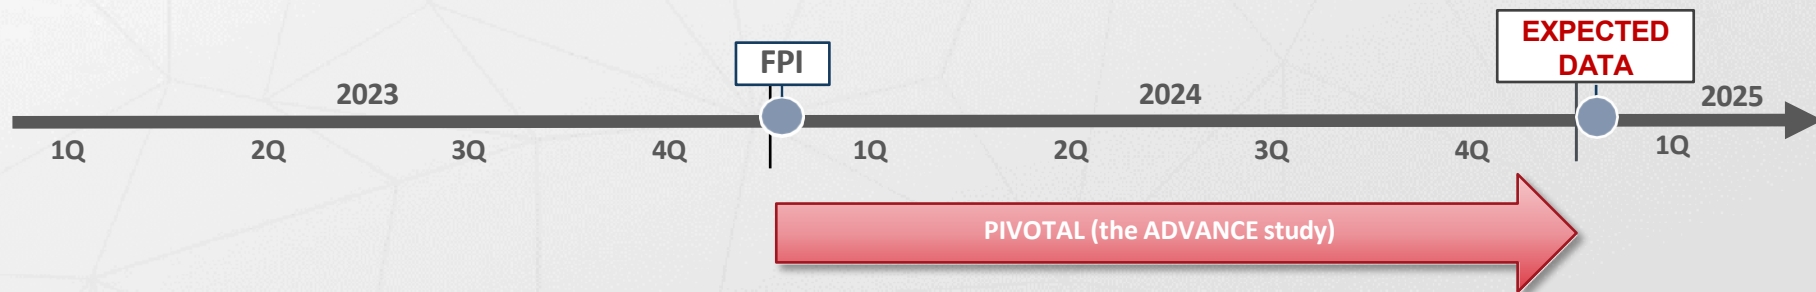 FPI
EXPECTED
DATA
2023
2024
2025
1Q
2Q
3Q
4Q
1Q
2Q
3Q
4Q
1Q
PIVOTAL (the ADVANCE study)